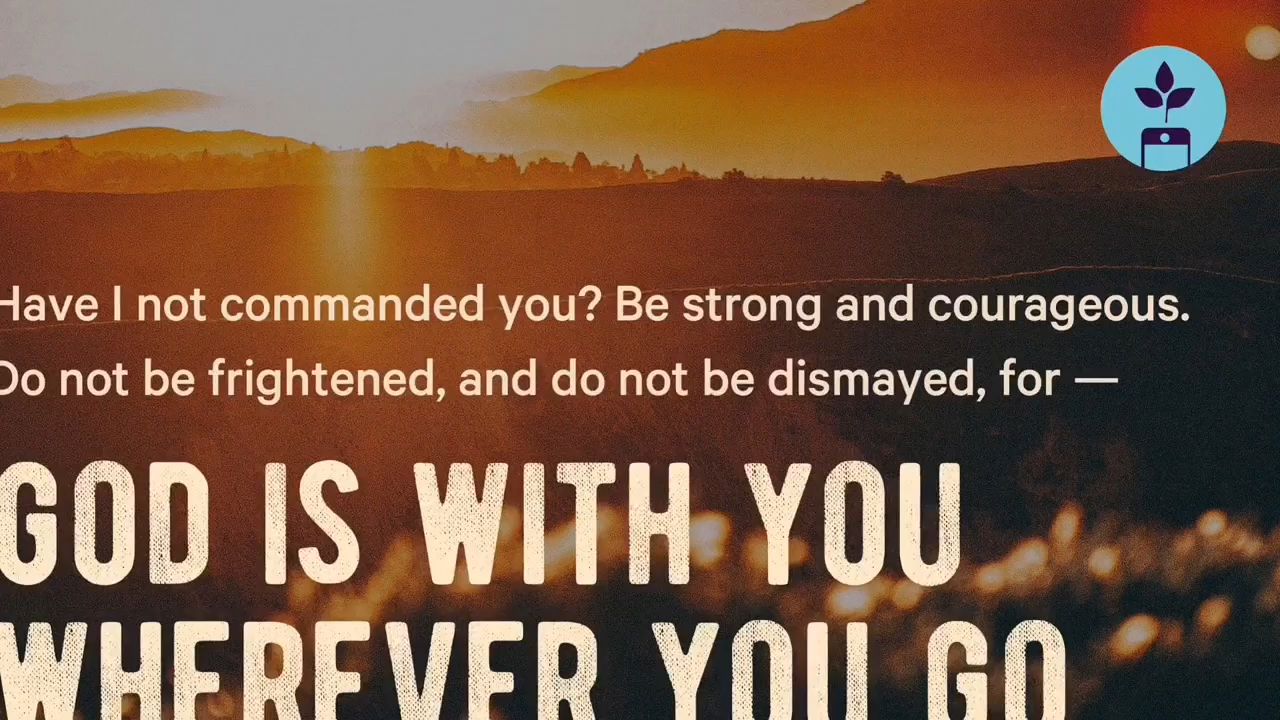 Have I not commanded you? Be strong and courageous.
Do not be frightened, and do not be dismayed, for —
GOD IS WITH YOU
WHEREVER YOU GO